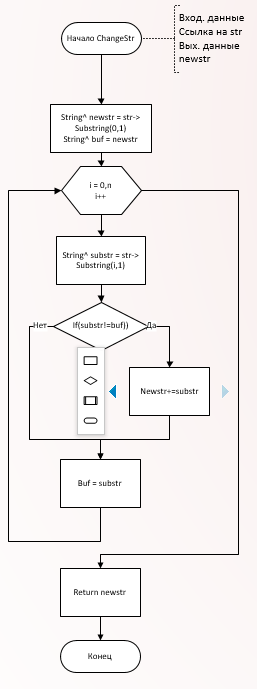 Начало ChangeStr
Вход. данные
Ссылка на str
Вых. данные
newstr
String^ newstr = str->
Substring(0,1)
String^ buf = newstr
i = 0,n
i++
String^ substr = str->
Substring(i,1)
Нет
If(substr!=buf))
Да
Newstr+=substr
Buf = substr
Return newstr
Конец